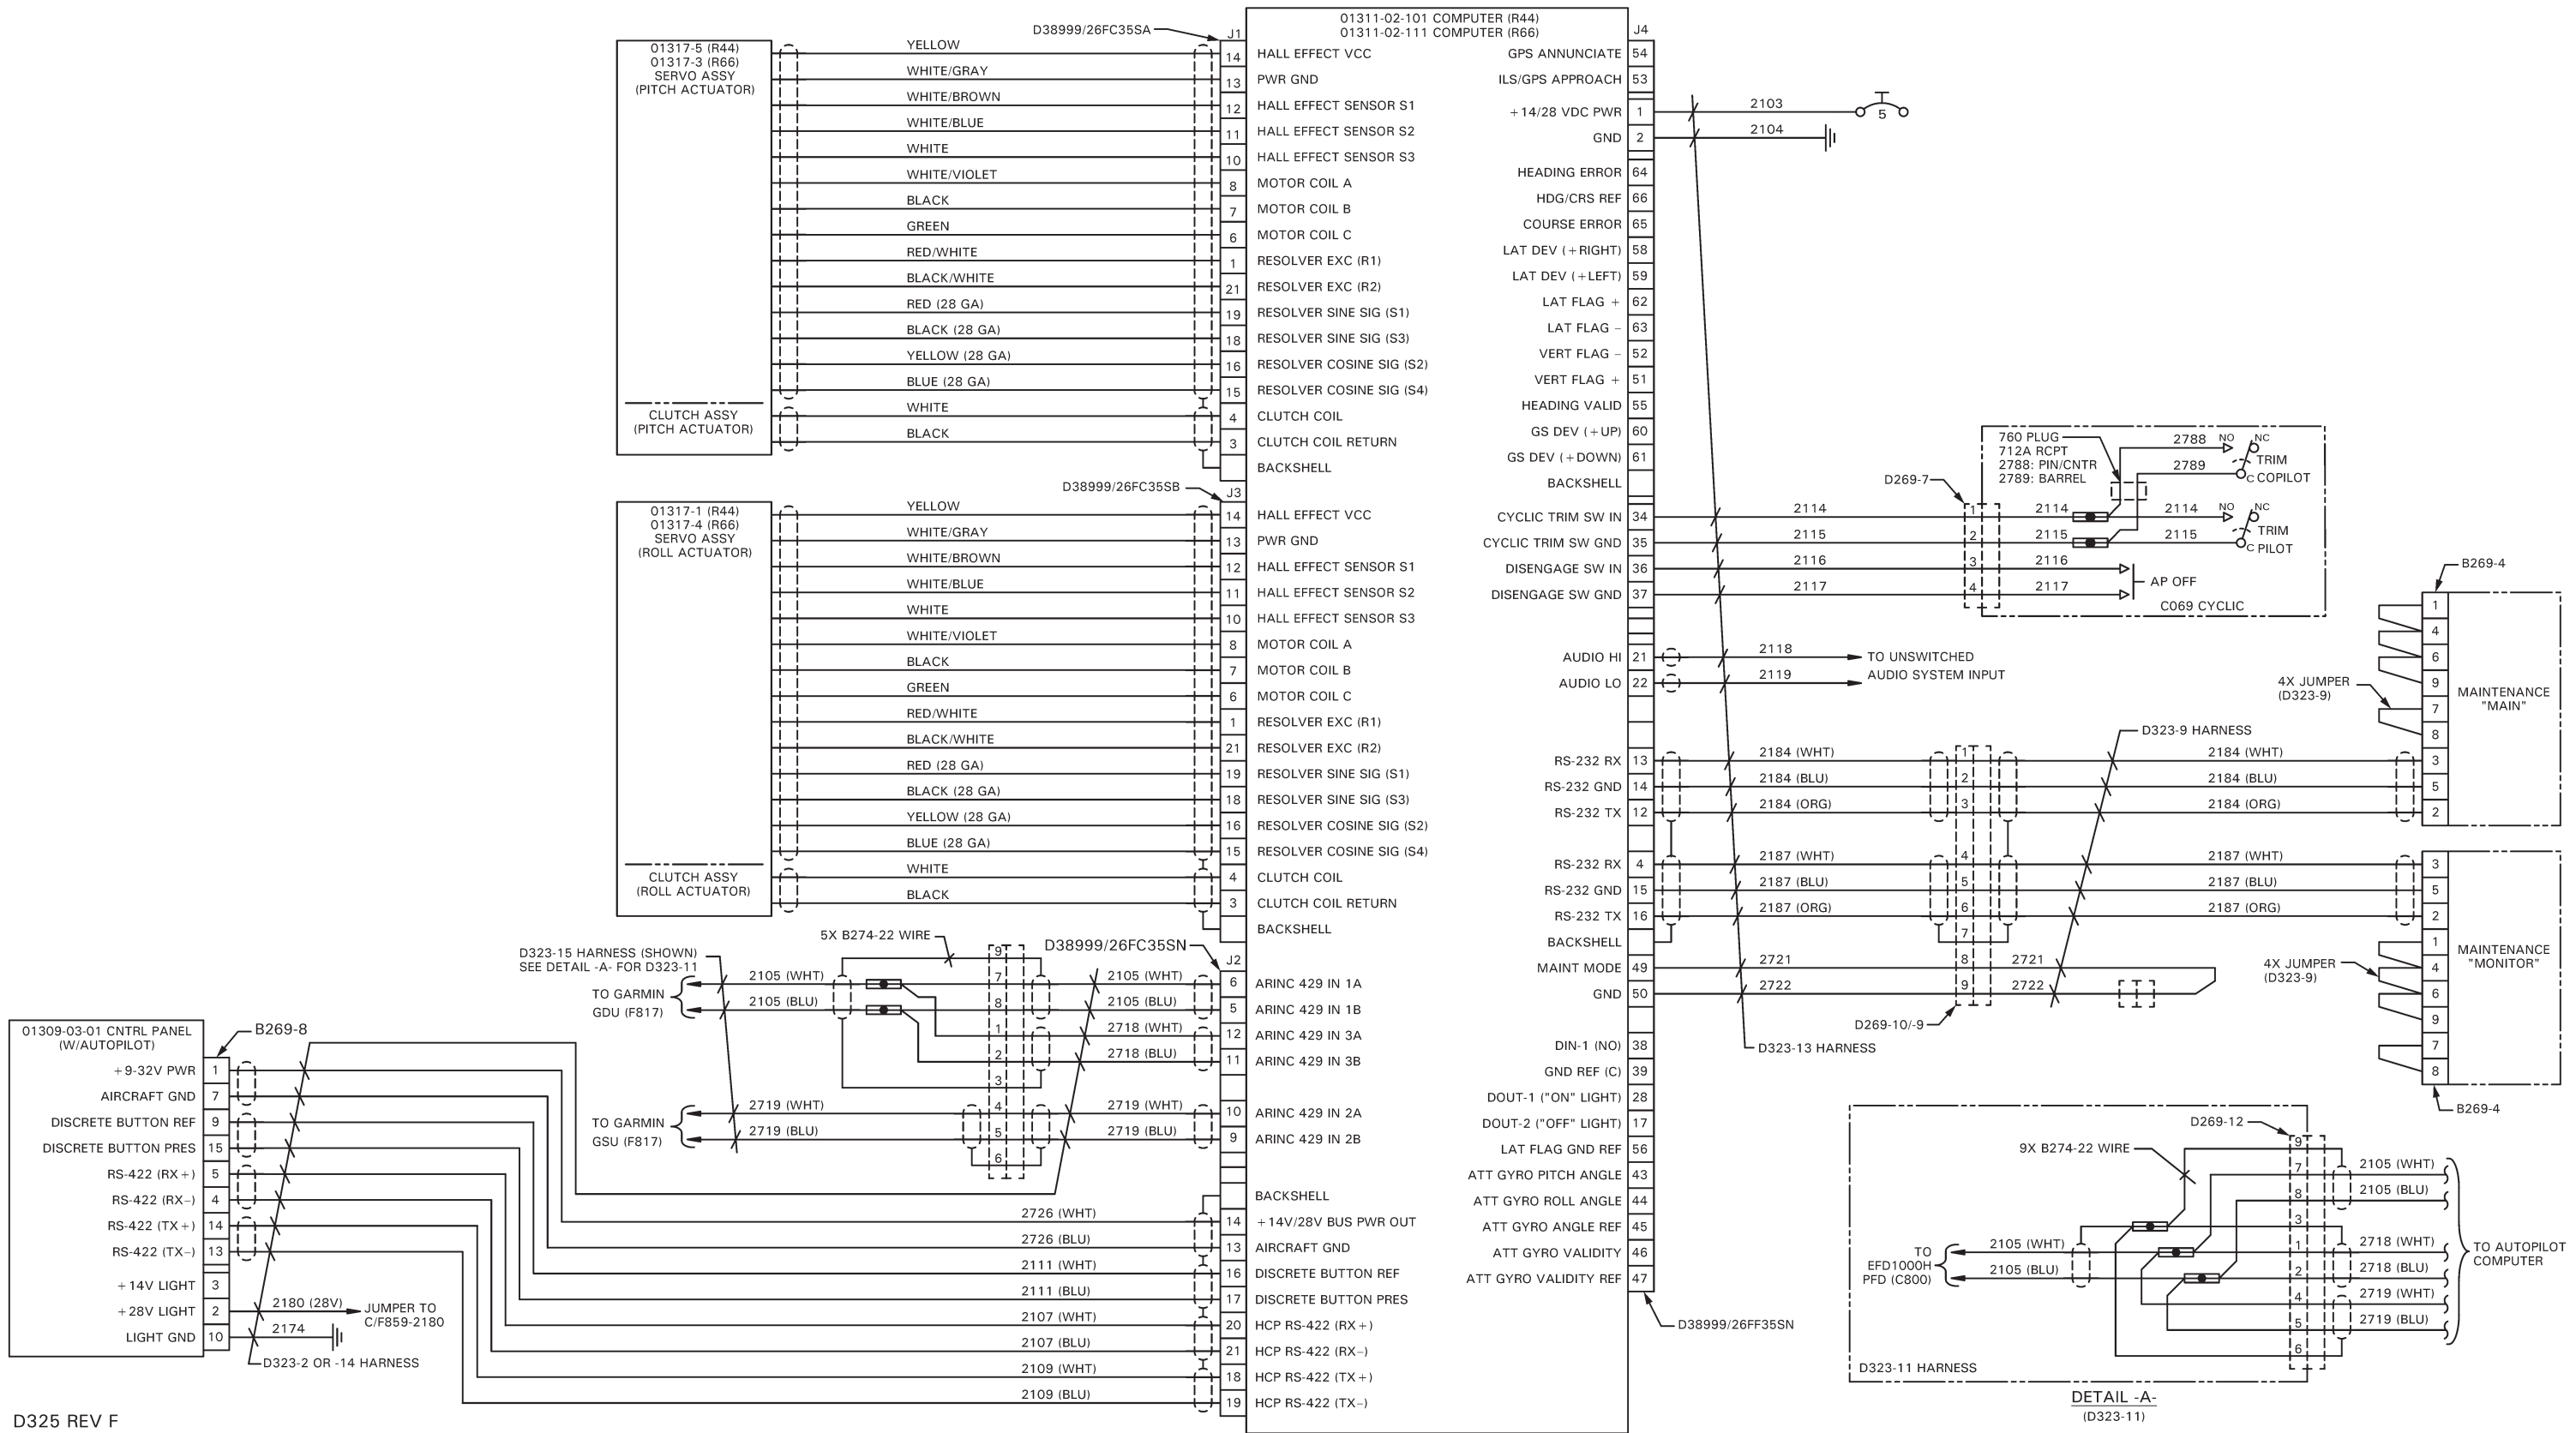 01317-5 (R44)
01317-3 (R66)
SERVO ASSY
(PITCH ACTUATOR)
CLUTCH ASSY
(PITCH ACTUATOR)
YELLOW
WHITE/GRAY
WHITE/BROWN
WHITE/BLUE
WHITE
WHITE/VIOLET
BLACK
GREEN
RED/WHITE
BLACK/WHITE
RED (28 GA)
BLACK (28 GA)
YELLOW (28 GA)
BLUE (28 GA)
WHITE
BLACK
D38999/26FC35SA
J1
14 HALL EFFECT VCC
13 PWR GND
12 HALL EFFECT SENSOR S1
11 HALL EFFECT SENSOR S2
10 HALL EFFECT SENSOR S3
8 MOTOR COIL A
7 MOTOR COIL B
6 MOTOR COIL C
1 RESOLVER EXC (R1)
21 RESOLVER EXC (R2)
19 RESOLVER SINE SIG (S1)
18 RESOLVER SINE SIG (S3)
16 RESOLVER COSINE SIG (S2)
15 RESOLVER COSINE SIG (S4)
4 CLUTCH COIL
3 CLUTCH COIL RETURN
BACKSHELL
01317-1 (R44)
01317-4 (R66)
SERVO ASSY
(ROLL ACTUATOR)
CLUTCH ASSY
(ROLL ACTUATOR)
YELLOW
WHITE/GRAY
WHITE/BROWN
WHITE/BLUE
WHITE
WHITE/VIOLET
BLACK
GREEN
RED/WHITE
BLACK/WHITE
RED (28 GA)
BLACK (28 GA)
YELLOW (28 GA)
BLUE (28 GA)
WHITE
BLACK
D38999/26FC35SB
J3
14 HALL EFFECT VCC
13 PWR GND
12 HALL EFFECT SENSOR S1
11 HALL EFFECT SENSOR S2
10 HALL EFFECT SENSOR S3
8 MOTOR COIL A
7 MOTOR COIL B
6 MOTOR COIL C
1 RESOLVER EXC (R1)
21 RESOLVER EXC (R2)
19 RESOLVER SINE SIG (S1)
18 RESOLVER SINE SIG (S3)
16 RESOLVER COSINE SIG (S2)
15 RESOLVER COSINE SIG (S4)
4 CLUTCH COIL
3 CLUTCH COIL RETURN
BACKSHELL
D323-15 HARNESS (SHOWN)
SEE DETAIL -A- FOR D323-11
5X B274-22 WIRE
D38999/26FC35SN
J2
TO GARMIN
GDU (F817)
2105 (WHT)
2105 (BLU)
TO GARMIN
GSU (F817)
2719 (WHT)
2719 (BLU)
9
7
8
1
2
3
4
5
6
2105 (WHT)
2105 (BLU)
2718 (WHT)
2718 (BLU)
2719 (WHT)
2719 (BLU)
6 ARINC 429 IN 1A
5 ARINC 429 IN 1B
12 ARINC 429 IN 3A
11 ARINC 429 IN 3B
10 ARINC 429 IN 2A
9 ARINC 429 IN 2B
BACKSHELL
14 +14V/28V BUS PWR OUT
13 AIRCRAFT GND
16 DISCRETE BUTTON REF
17 DISCRETE BUTTON PRES
20 HCP RS-422 (RX+)
21 HCP RS-422 (RX–)
18 HCP RS-422 (TX+)
19 HCP RS-422 (TX–)
2726 (WHT)
2726 (BLU)
2111 (WHT)
2111 (BLU)
2107 (WHT)
2107 (BLU)
2109 (WHT)
2109 (BLU)
01309-03-01 CNTRL PANEL
(W/AUTOPILOT)
B269-8
+9-32V PWR 1
AIRCRAFT GND 7
DISCRETE BUTTON REF 9
DISCRETE BUTTON PRES 15
RS-422 (RX+) 5
RS-422 (RX–) 4
RS-422 (TX+) 14
RS-422 (TX–) 13
+14V LIGHT 3
+28V LIGHT 2
LIGHT GND 10
2180 (28V)
JUMPER TO
C/F859-2180
2174
D323-2 OR -14 HARNESS
D325 REV F
01311-02-101 COMPUTER (R44)
01311-02-111 COMPUTER (R66)
J4
GPS ANNUNCIATE 54
ILS/GPS APPROACH 53
+14/28 VDC PWR 1
GND 2
HEADING ERROR 64
HDG/CRS REF 66
COURSE ERROR 65
LAT DEV (+RIGHT) 58
LAT DEV (+LEFT) 59
LAT FLAG + 62
LAT FLAG – 63
VERT FLAG – 52
VERT FLAG + 51
HEADING VALID 55
GS DEV (+UP) 60
GS DEV (+DOWN) 61
BACKSHELL
CYCLIC TRIM SW IN 34
CYCLIC TRIM SW GND 35
DISENGAGE SW IN 36
DISENGAGE SW GND 37
AUDIO HI 21
AUDIO LO 22
RS-232 RX 13
RS-232 GND 14
RS-232 TX 12
RS-232 RX 4
RS-232 GND 15
RS-232 TX 16
BACKSHELL
MAINT MODE 49
GND 50
DIN-1 (NO) 38
GND REF (C) 39
DOUT-1 ("ON" LIGHT) 28
DOUT-2 ("OFF" LIGHT) 17
LAT FLAG GND REF 56
ATT GYRO PITCH ANGLE 43
ATT GYRO ROLL ANGLE 44
ATT GYRO ANGLE REF 45
ATT GYRO VALIDITY 46
ATT GYRO VALIDITY REF 47
D38999/26FF35SN
2103
5
2104
D269-7
760 PLUG
712A RCPT
2788: PIN/CNTR
2789: BARREL
2788 NO NC
2789
TRIM
C COPILOT
2114
1
2114
2114 NO NC
2115
2
2115
2115
TRIM
C PILOT
2116
3
2116
2117
4
2117
AP OFF
C069 CYCLIC
2118
2119
TO UNSWITCHED
AUDIO SYSTEM INPUT
D323-9 HARNESS
2184 (WHT) 1 2184 (WHT)
2184 (BLU) 2 2184 (BLU)
2184 (ORG) 3 2184 (ORG)
2187 (WHT) 4 2187 (WHT)
2187 (BLU) 5 2187 (BLU)
2187 (ORG) 6 2187 (ORG)
7
2721 8 2721
2722 9 2722
D269-10/-9
D323-13 HARNESS
B269-4
1
4
6
9
7
8
3
5
2
MAINTENANCE
"MAIN"
4X JUMPER
(D323-9)
3
5
2
1
4
6
9
7
8
MAINTENANCE
"MONITOR"
4X JUMPER
(D323-9)
B269-4
D269-12
9X B274-22 WIRE
9
7
8
3
1
2
4
5
6
2105 (WHT)
2105 (BLU)
2718 (WHT)
2718 (BLU)
2719 (WHT)
2719 (BLU)
TO AUTOPILOT
COMPUTER
TO
EFD1000H
PFD (C800)
2105 (WHT)
2105 (BLU)
D323-11 HARNESS
DETAIL -A-
(D323-11)